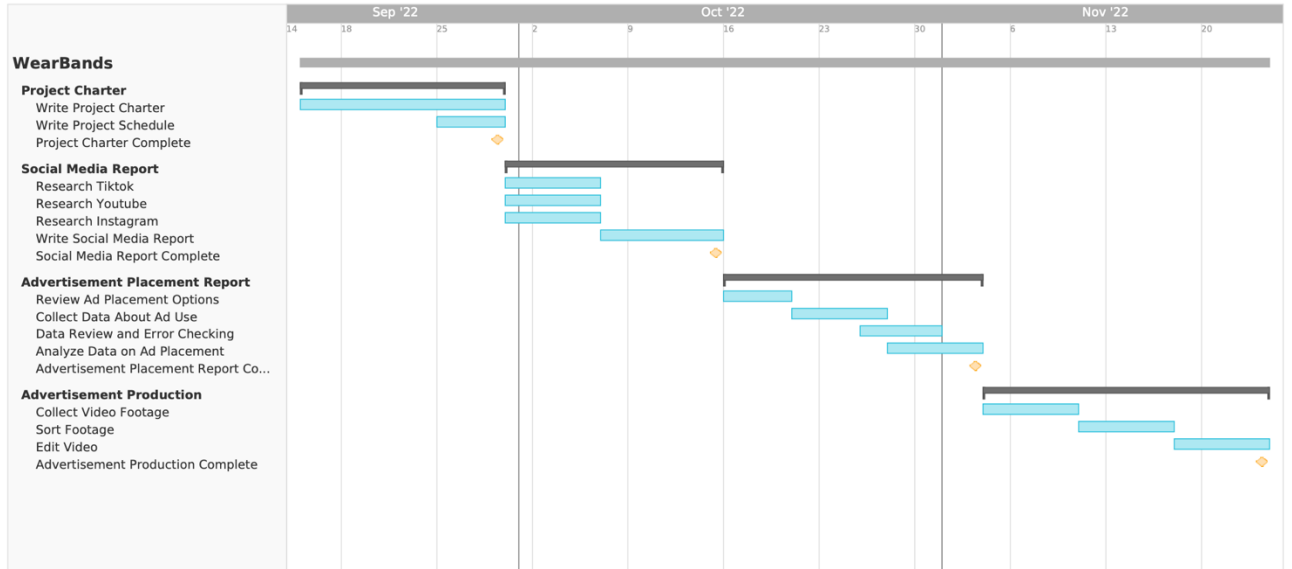 Sep '22 Oct '22 Nov '22
14 18 25 2 9 16 23 30 6 13 20
WearBands
Project Charter
Write Project Charter
Write Project Schedule
Project Charter Complete
Social Media Report
Research Tiktok
Research Youtube
Research Instagram
Write Social Media Report
Social Media Report Complete
Advertisement Placement Report
Review Ad Placement Options
Collect Data About Ad Use
Data Review and Error Checking
Analyze Data on Ad Placement
Advertisement Placement Report Co...
Advertisement Production
Collect Video Footage
Sort Footage
Edit Video
Advertisement Production Complete